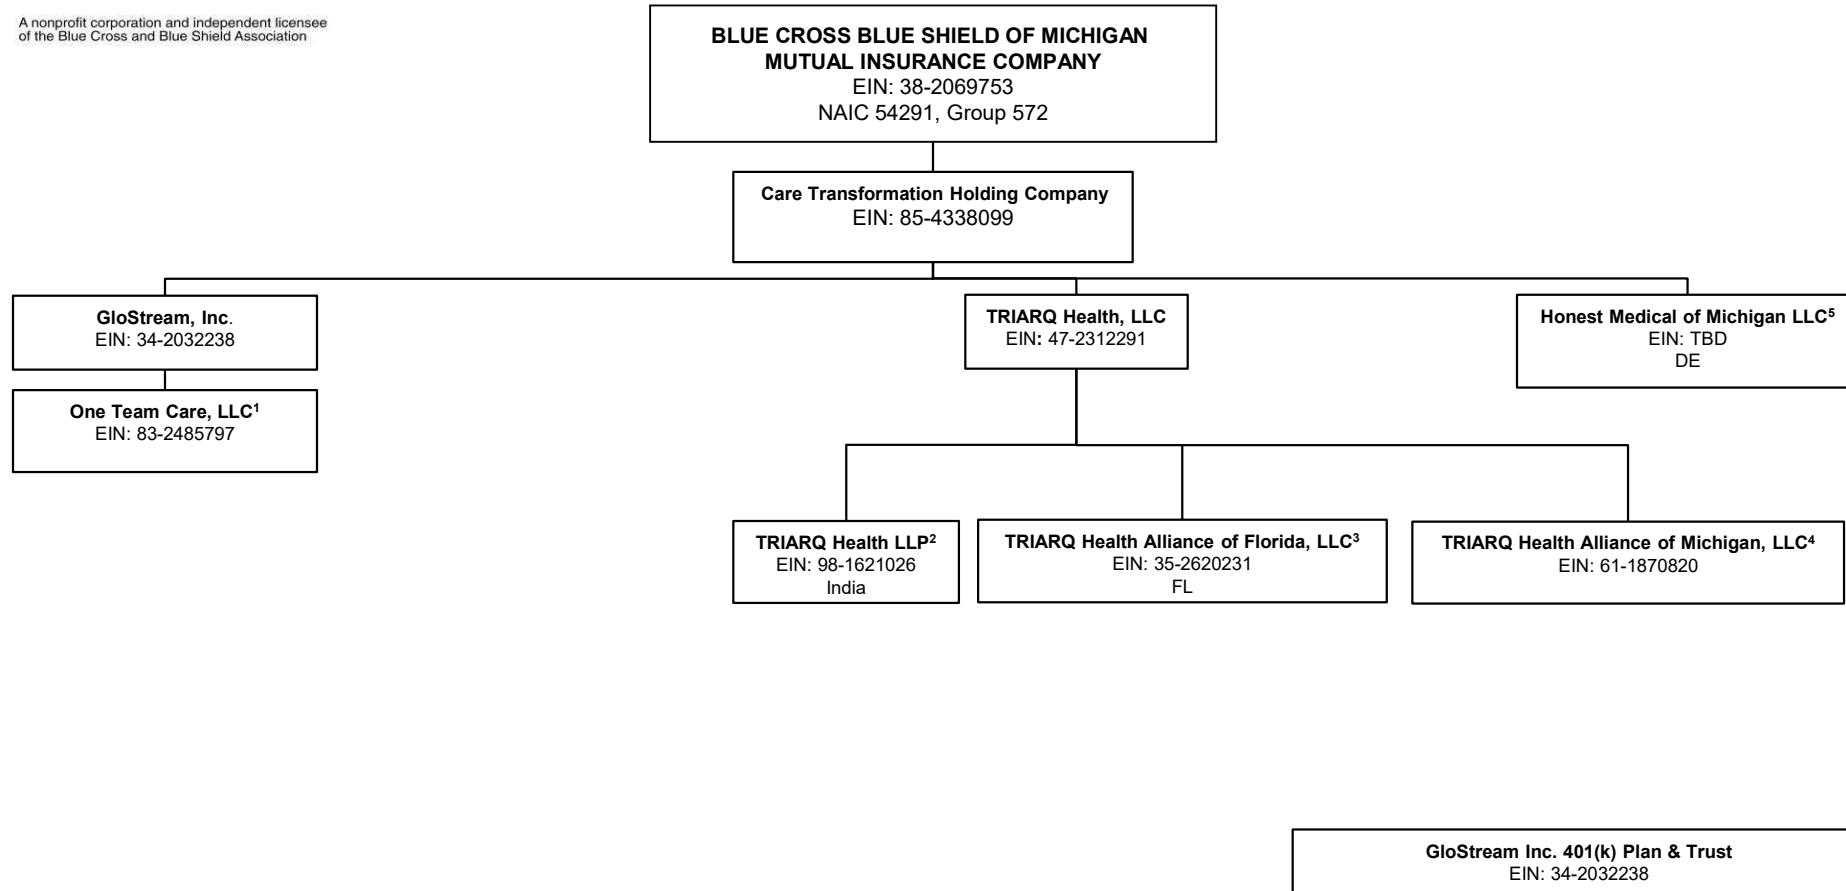 A nonprofit corporation and independent licensee
of the Blue Cross and Blue Shield Association
BLUE CROSS BLUE SHIELD OF MICHIGAN
MUTUAL INSURANCE COMPANY
EIN: 38-2069753
NAIC 54291, Group 572
Care Transformation Holding Company
EIN: 85-4338099
GloStream, Inc.
EIN: 34-2032238
TRIARQ Health, LLC
EIN: 47-2312291
Honest Medical of Michigan LLC⁵
EIN: TBD
DE
One Team Care, LLC¹
EIN: 83-2485797
TRIARQ Health LLP²
EIN: 98-1621026
India
TRIARQ Health Alliance of Florida, LLC³
EIN: 35-2620231
FL
TRIARQ Health Alliance of Michigan, LLC⁴
EIN: 61-1870820
GloStream Inc. 401(k) Plan & Trust
EIN: 34-2032238